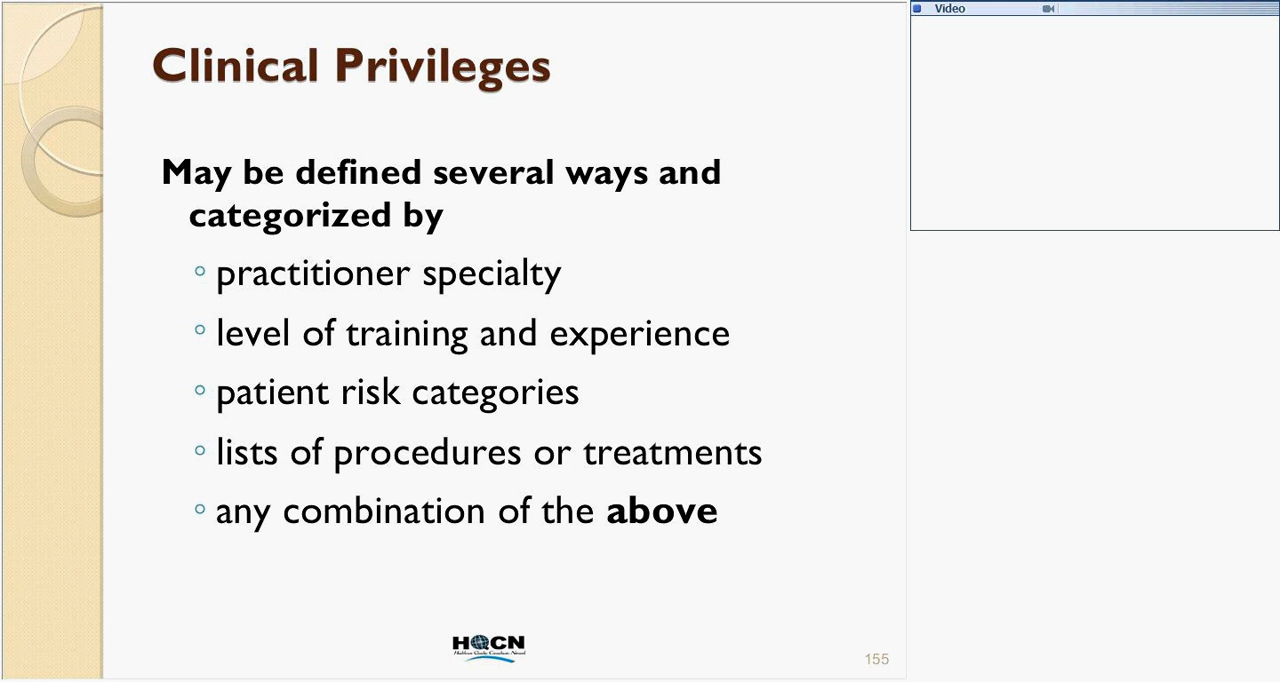 Clinical Privileges
May be defined several ways and
categorized by
◦ practitioner specialty
◦ level of training and experience
◦ patient risk categories
◦ lists of procedures or treatments
◦ any combination of the above
HQCN
155
Video